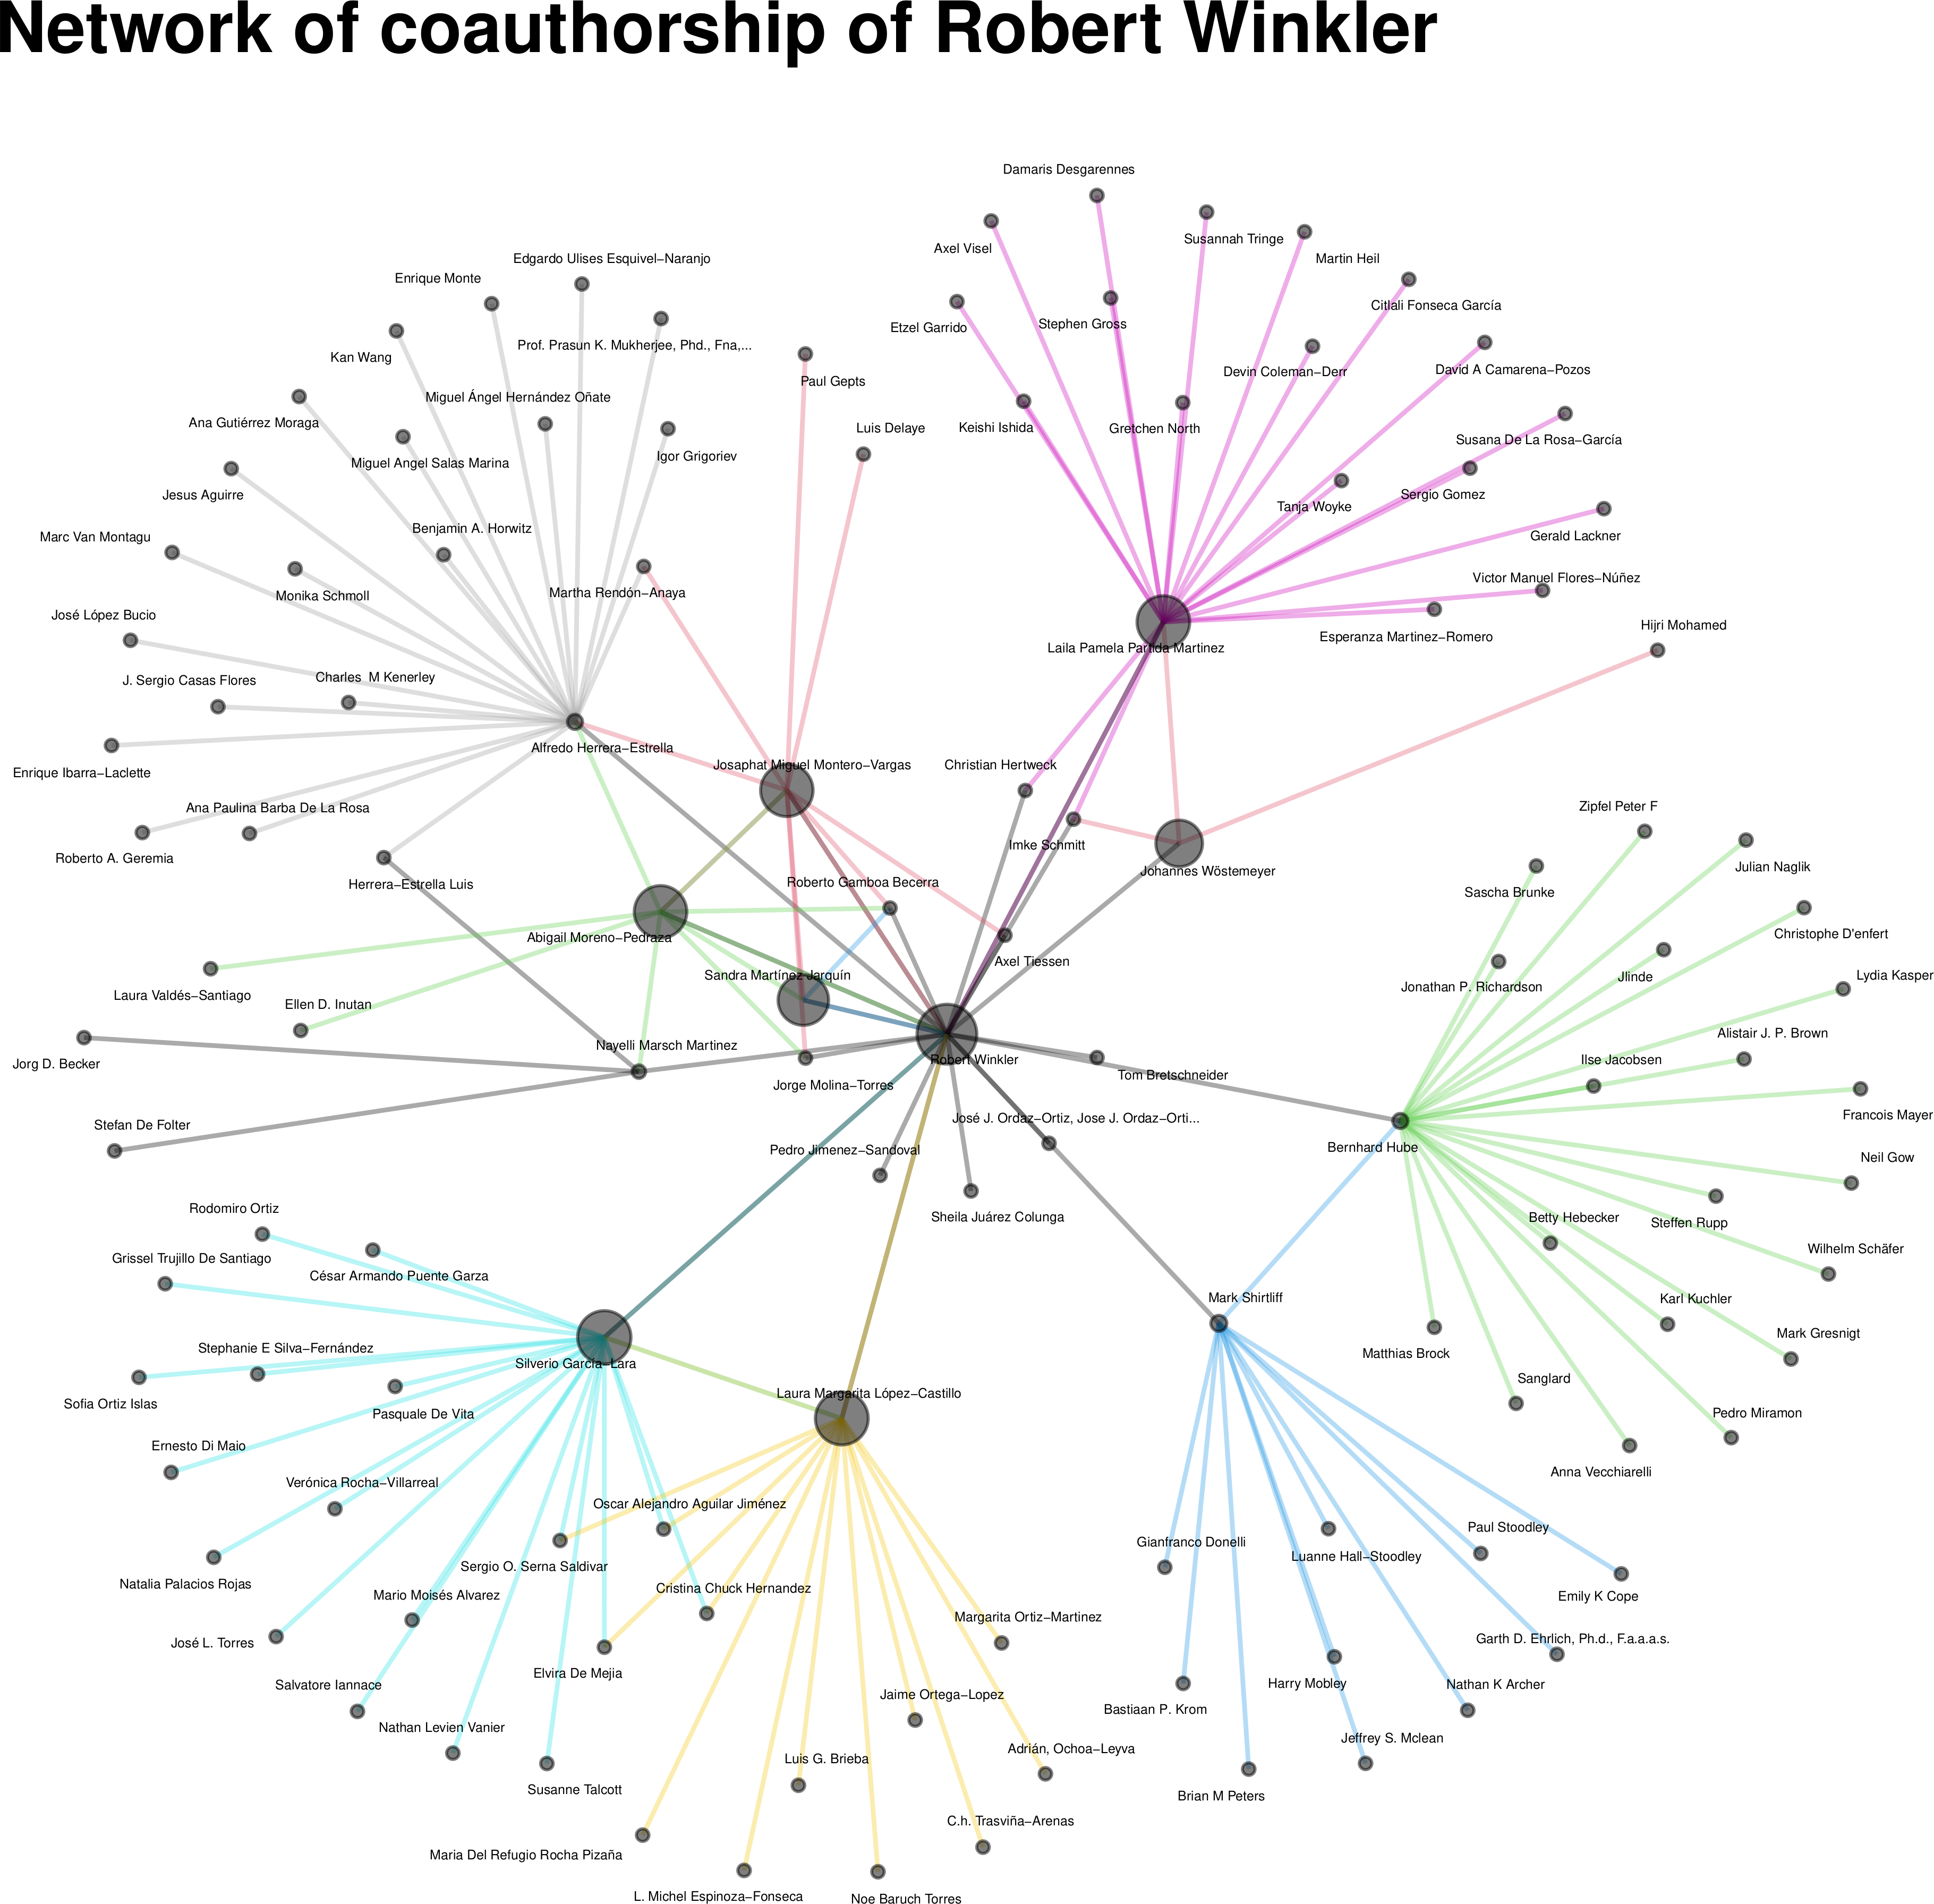 Network of coauthorship of Robert Winkler
Damaris Desgarennes
Susannah Tringe
Axel Visel
Martin Heil
Edgardo Ulises Esquivel−Naranjo
Enrique Monte
Citlali Fonseca García
Stephen Gross
Etzel Garrido
Prof. Prasun K. Mukherjee, Phd., Fna,...
Kan Wang
David A Camarena−Pozos
Devin Coleman−Derr
Paul Gepts
Miguel Ángel Hernández Oñate
Ana Gutiérrez Moraga
Luis Delaye
Keishi Ishida
Gretchen North
Susana De La Rosa−García
Igor Grigoriev
Miguel Angel Salas Marina
Jesus Aguirre
Sergio Gomez
Tanja Woyke
Benjamin A. Horwitz
Marc Van Montagu
Gerald Lackner
Victor Manuel Flores−Núñez
Martha Rendón−Anaya
Monika Schmoll
José López Bucio
Hijri Mohamed
Esperanza Martinez−Romero
Laila Pamela Partida Martinez
Charles  M Kenerley
J. Sergio Casas Flores
Alfredo Herrera−Estrella
Josaphat Miguel Montero−Vargas
Christian Hertweck
Enrique Ibarra−Laclette
Ana Paulina Barba De La Rosa
Zipfel Peter F
Imke Schmitt
Roberto A. Geremia
Julian Naglik
Johannes Wöstemeyer
Roberto Gamboa Becerra
Herrera−Estrella Luis
Sascha Brunke
Christophe D'enfert
Abigail Moreno−Pedraza
Axel Tiessen
Sandra Martínez Jarquín
Lydia Kasper
Jlinde
Jonathan P. Richardson
Laura Valdés−Santiago
Ellen D. Inutan
Alistair J. P. Brown
Nayelli Marsch Martinez
Robert Winkler
Ilse Jacobsen
Jorg D. Becker
Tom Bretschneider
Jorge Molina−Torres
Francois Mayer
José J. Ordaz−Ortiz, Jose J. Ordaz−Orti...
Stefan De Folter
Bernhard Hube
Pedro Jimenez−Sandoval
Neil Gow
Rodomiro Ortiz
Sheila Juárez Colunga
Betty Hebecker
Steffen Rupp
Wilhelm Schäfer
Grissel Trujillo De Santiago
César Armando Puente Garza
Mark Shirtliff
Karl Kuchler
Mark Gresnigt
Stephanie E Silva−Fernández
Matthias Brock
Silverio García−Lara
Sanglard
Laura Margarita López−Castillo
Sofia Ortiz Islas
Pasquale De Vita
Pedro Miramon
Ernesto Di Maio
Anna Vecchiarelli
Verónica Rocha−Villarreal
Oscar Alejandro Aguilar Jiménez
Paul Stoodley
Gianfranco Donelli
Luanne Hall−Stoodley
Sergio O. Serna Saldivar
Natalia Palacios Rojas
Cristina Chuck Hernandez
Mario Moisés Alvarez
Emily K Cope
Margarita Ortiz−Martinez
Garth D. Ehrlich, Ph.d., F.a.a.a.s.
José L. Torres
Elvira De Mejia
Harry Mobley
Nathan K Archer
Salvatore Iannace
Jaime Ortega−Lopez
Bastiaan P. Krom
Nathan Levien Vanier
Jeffrey S. Mclean
Adrián, Ochoa−Leyva
Luis G. Brieba
Susanne Talcott
Brian M Peters
C.h. Trasviña−Arenas
Maria Del Refugio Rocha Pizaña
L. Michel Espinoza−Fonseca
Noe Baruch Torres